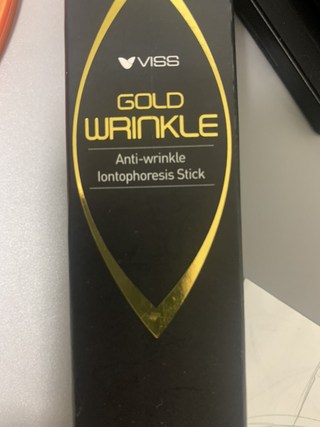 VISS
GOLD
WRINKLE
Anti-wrinkle
Iontophoresis Stick